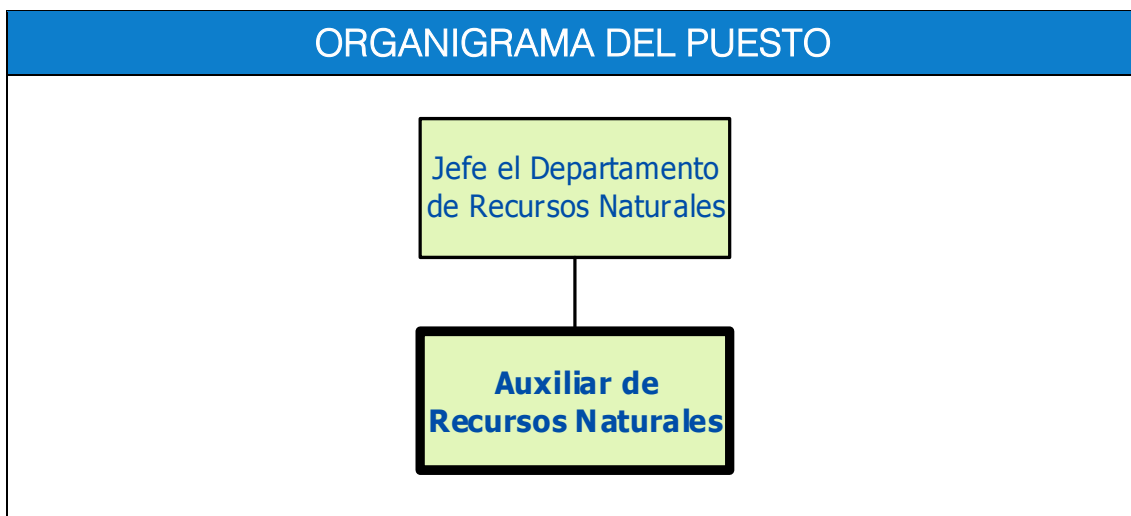 ORGANIGRAMA DEL PUESTO
Jefe el Departamento
de Recursos Naturales
Auxiliar de
Recursos Naturales